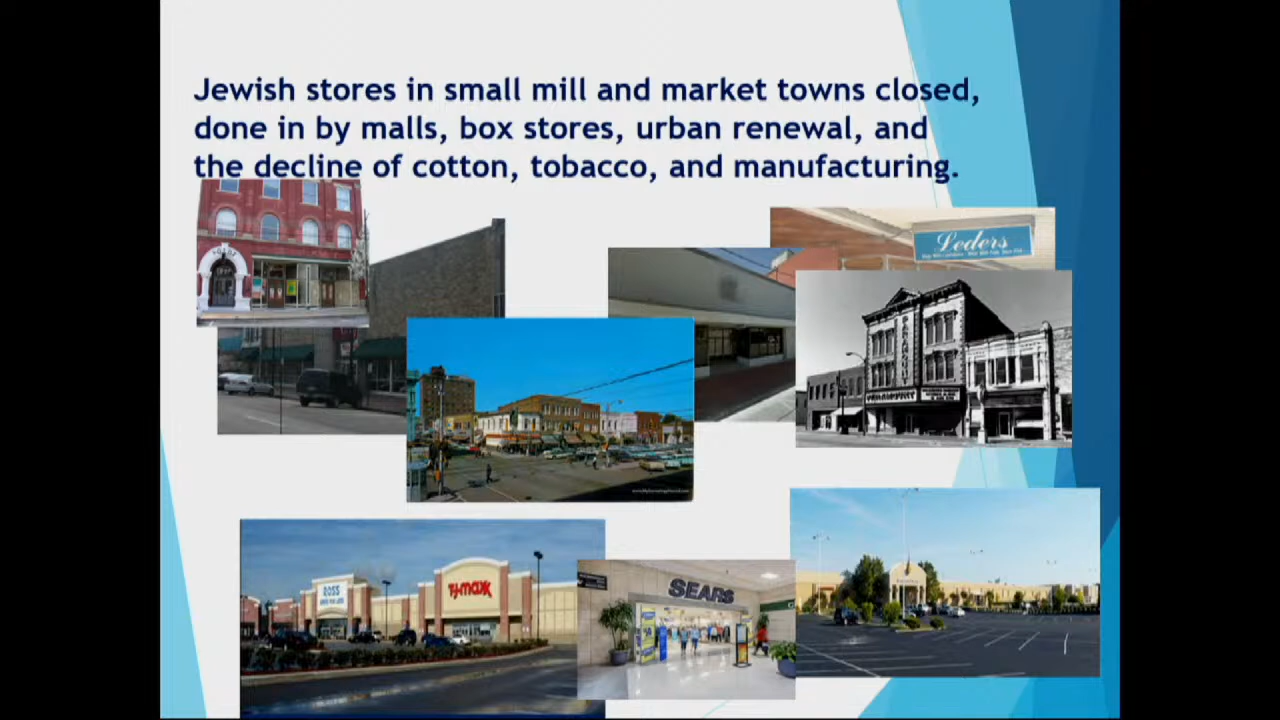 Jewish stores in small mill and market towns closed,
done in by malls, box stores, urban renewal, and
the decline of cotton, tobacco, and manufacturing.
Leders
ROSS
T.J.maxx
SEARS